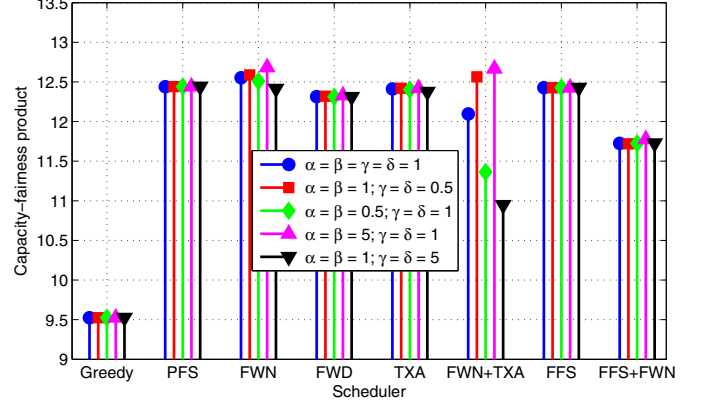 13.5
13
12.5
12
11.5
11
10.5
10
9.5
9
Capacity–fairness product
α = β = γ = δ = 1
α = β = 1; γ = δ = 0.5
α = β = 0.5; γ = δ = 1
α = β = 5; γ = δ = 1
α = β = 1; γ = δ = 5
Greedy PFS FWN FWD TXA FWN+TXA FFS FFS+FWN
Scheduler